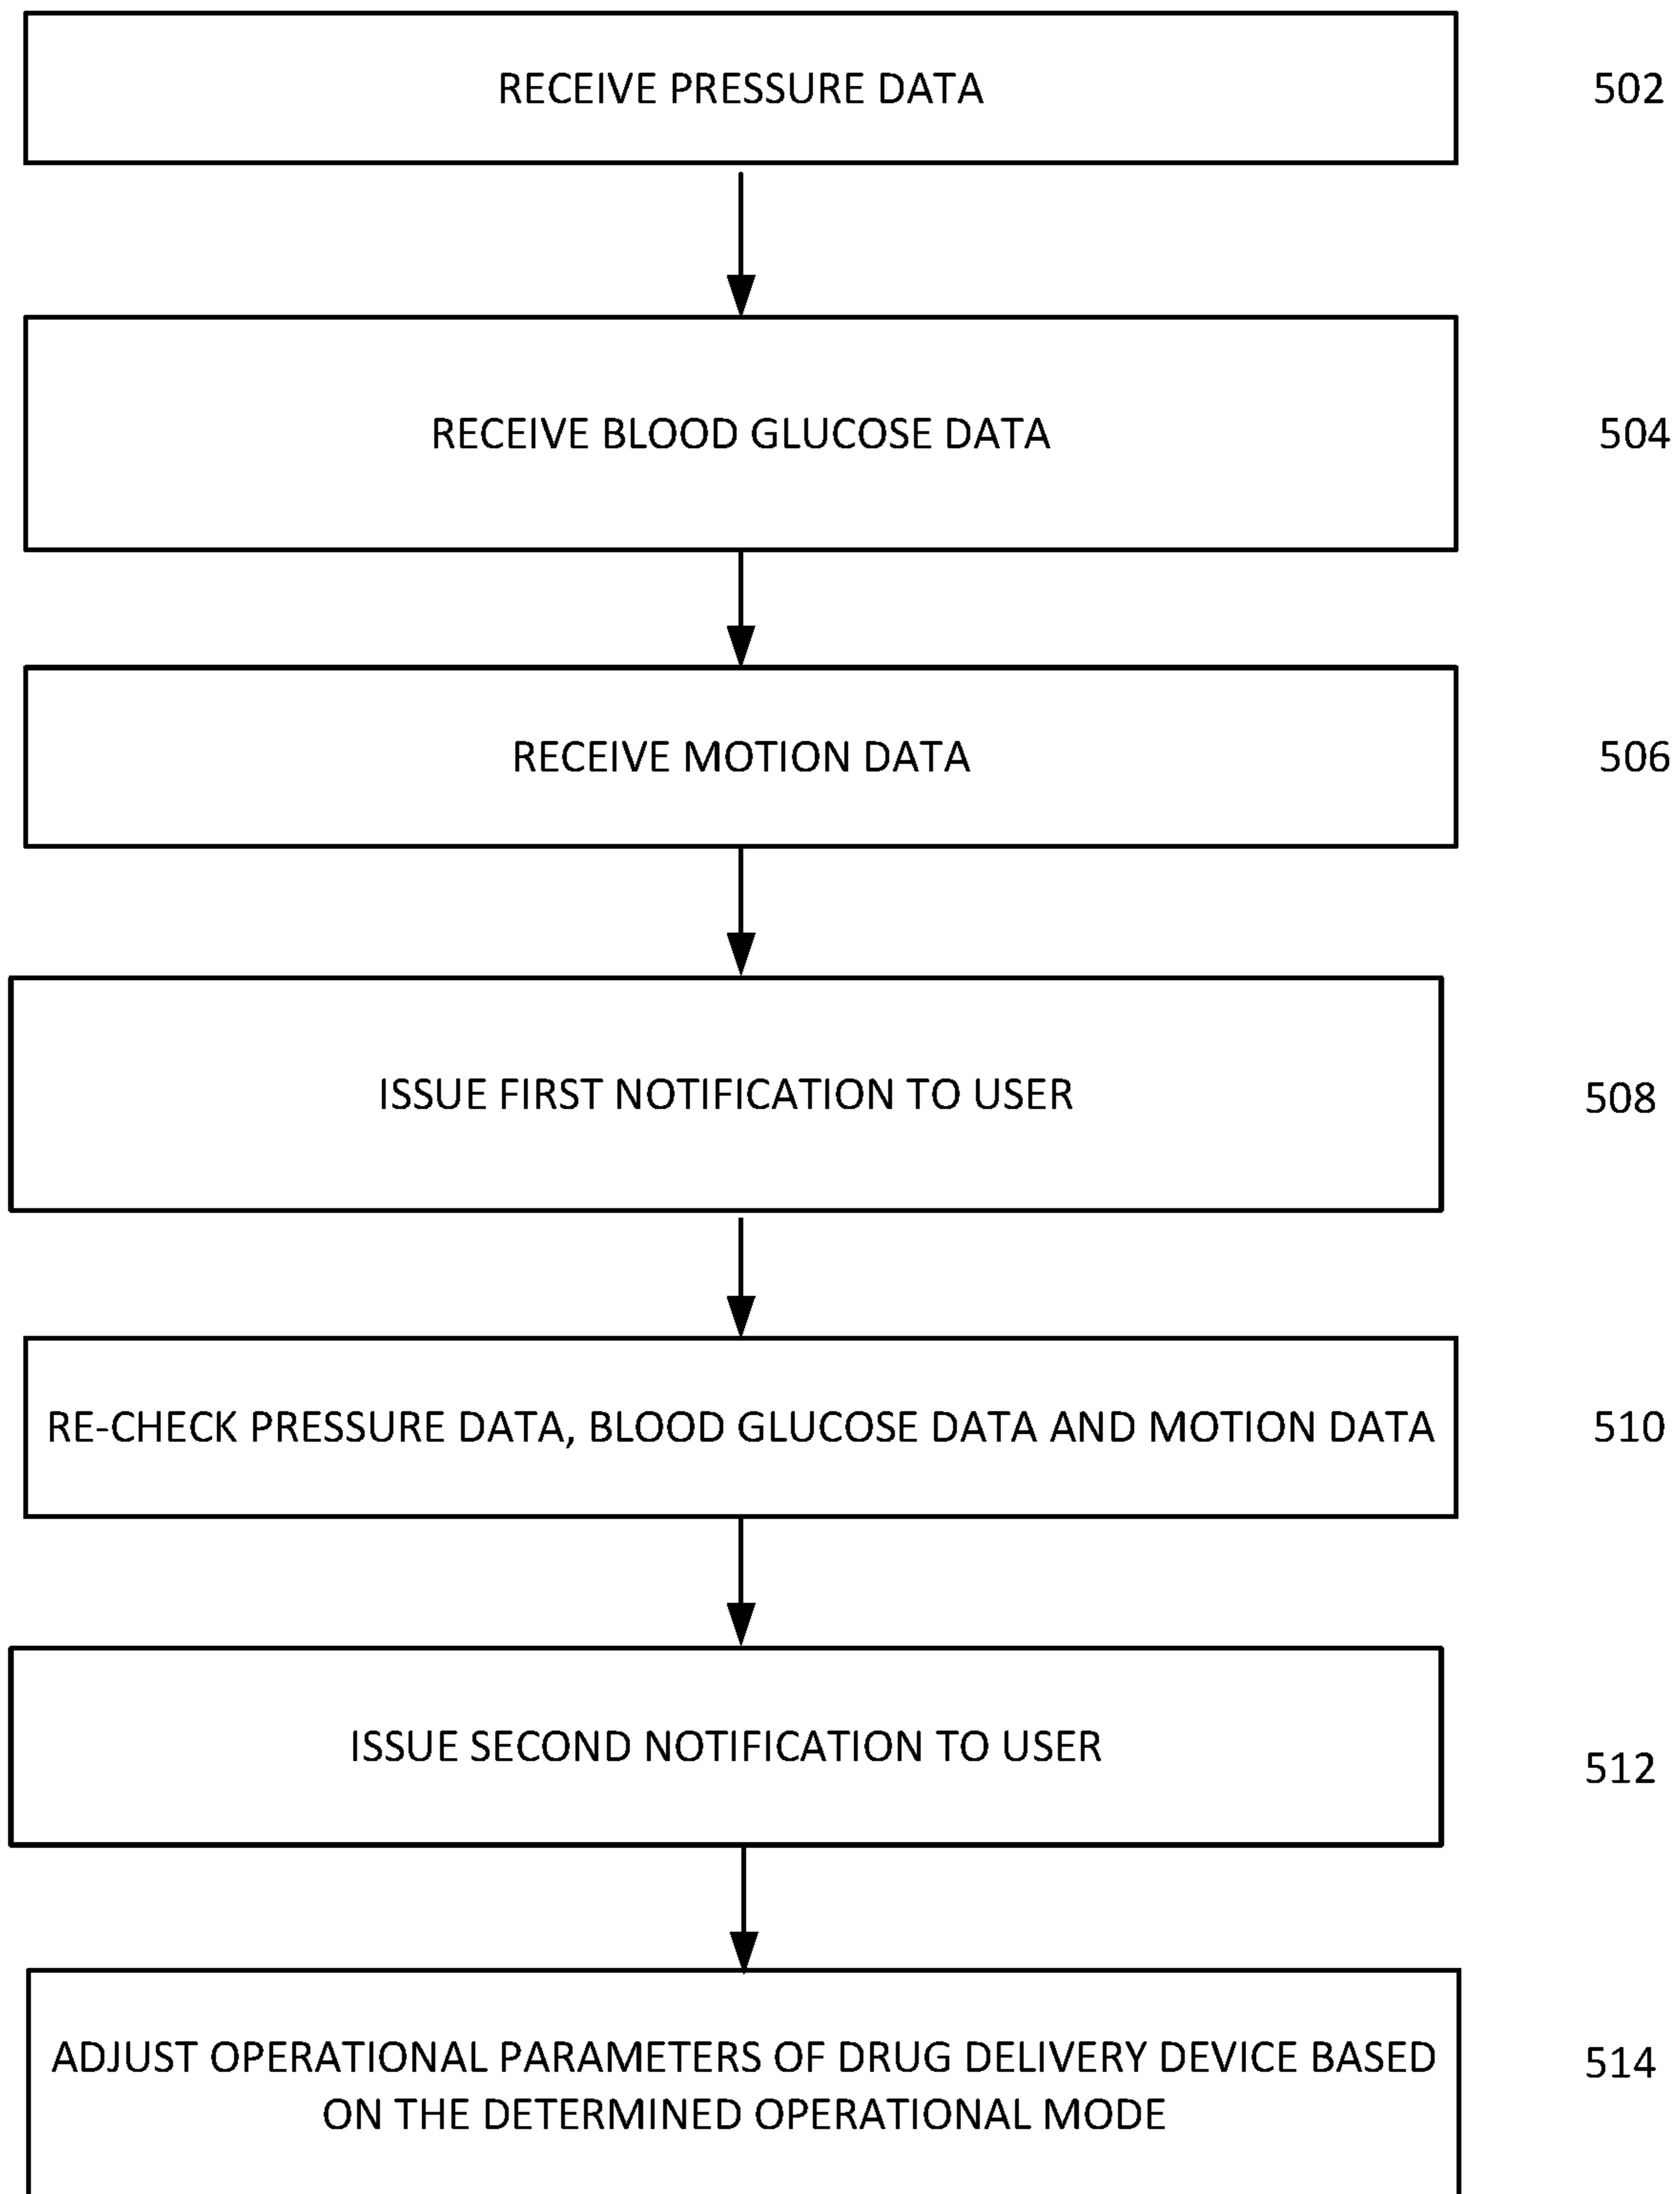 RECEIVE PRESSURE DATA
502
RECEIVE BLOOD GLUCOSE DATA
504
RECEIVE MOTION DATA
506
ISSUE FIRST NOTIFICATION TO USER
508
RE-CHECK PRESSURE DATA, BLOOD GLUCOSE DATA AND MOTION DATA
510
ISSUE SECOND NOTIFICATION TO USER
512
ADJUST OPERATIONAL PARAMETERS OF DRUG DELIVERY DEVICE BASED
ON THE DETERMINED OPERATIONAL MODE
514